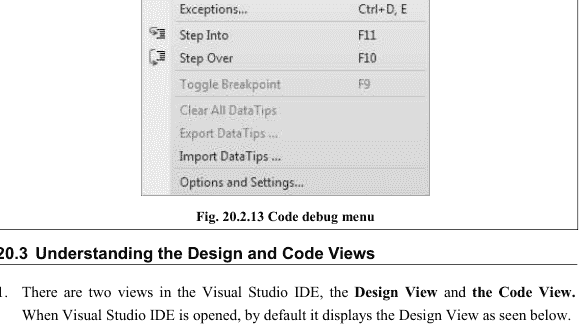 Exceptions... Ctrl+D, E
Step Into F11
Step Over F10
Toggle Breakpoint F9
Clear All DataTips
Export DataTips ...
Import DataTips ...
Options and Settings...
Fig. 20.2.13 Code debug menu
20.3 Understanding the Design and Code Views
1. There are two views in the Visual Studio IDE, the Design View and the Code View.
When Visual Studio IDE is opened, by default it displays the Design View as seen below.